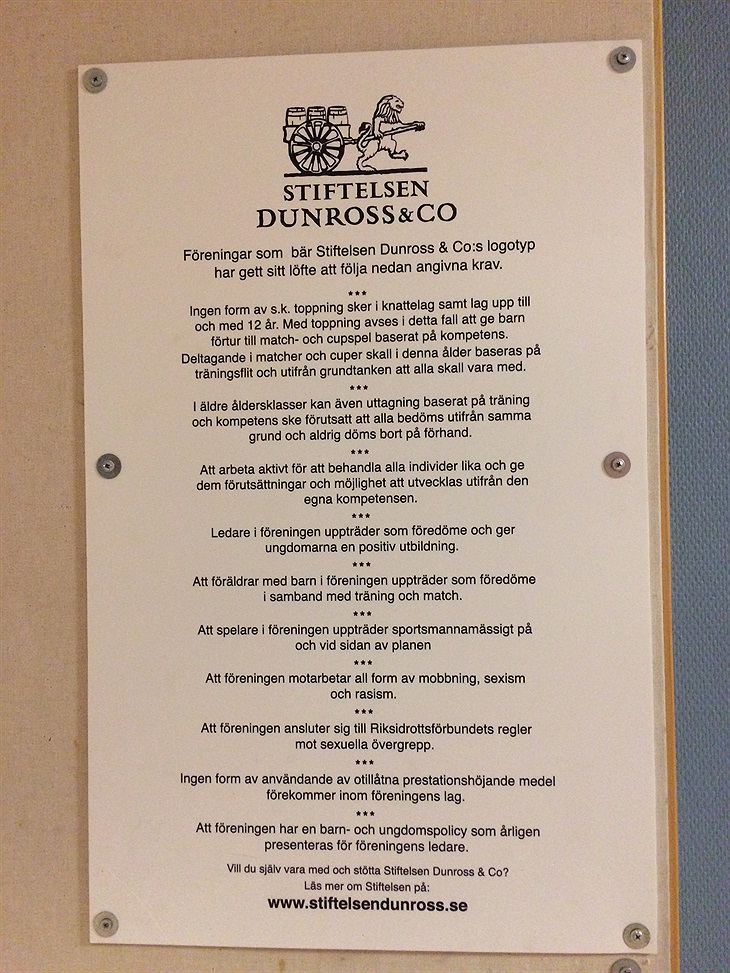 STIFTELSEN
DUNROSS & CO
Föreningar som bär Stiftelsen Dunross & Co:s logotyp
har gett sitt löfte att följa nedan angivna krav.
***
Ingen form av s.k. toppning sker i knattelag samt lag upp till
och med 12 år. Med toppning avses i detta fall att ge barn
förtur till match- och cupspel baserat på kompetens.
Deltagande i matcher och cuper skall i denna ålder baseras på
träningsflit och utifrån grundtanken att alla skall vara med.
***
I äldre åldersklasser kan även uttagning baserat på träning
och kompetens ske förutsatt att alla bedöms utifrån samma
grund och aldrig döms bort på förhand.
***
Att arbeta aktivt för att behandla alla individer lika och ge
dem förutsättningar och möjlighet att utvecklas utifrån den
egna kompetensen.
***
Ledare i föreningen uppträder som föredöme och ger
ungdomarna en positiv utbildning.
***
Att föräldrar med barn i föreningen uppträder som föredöme
i samband med träning och match.
***
Att spelare i föreningen uppträder sportsmannamässigt på
och vid sidan av planen
***
Att föreningen motarbetar all form av mobbning, sexism
och rasism.
***
Att föreningen ansluter sig till Riksidrottsförbundets regler
mot sexuella övergrepp.
***
Ingen form av användande av otillåtna prestationshöjande medel
förekommer inom föreningens lag.
***
Att föreningen har en barn- och ungdomspolicy som årligen
presenteras för föreningens ledare.
Vill du själv vara med och stötta Stiftelsen Dunross & Co?
Läs mer om Stiftelsen på:
www.stiftelsendunross.se